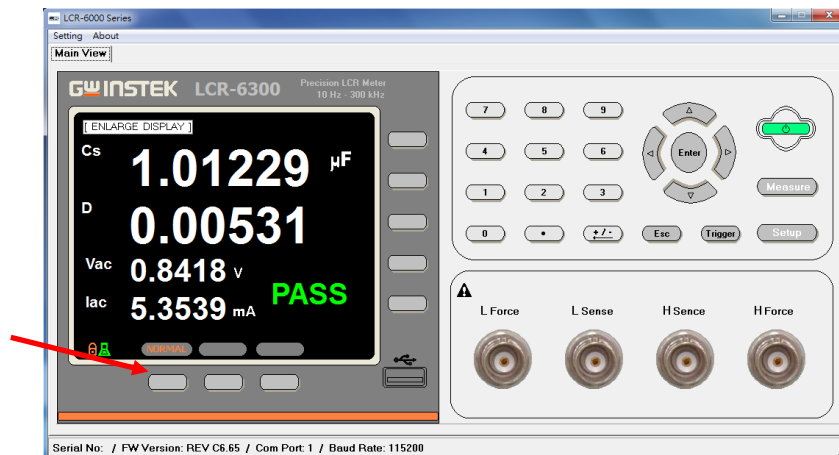 LCR-6000 Series
Setting About
Main View
GWINSTEK LCR-6300 Precision LCR Meter
10 Hz - 300 kHz
[ ENLARGE DISPLAY ]
Cs 1.01229 µF
D 0.00531
Vac 0.8418 V
Iac 5.3539 mA PASS
NORMAL
7 8 9
4 5 6 Enter
1 2 3 Measure
0 • +/- Esc Trigger Setup
L Force L Sense H Sence H Force
Serial No: / FW Version: REV C6.65 / Com Port: 1 / Baud Rate: 115200